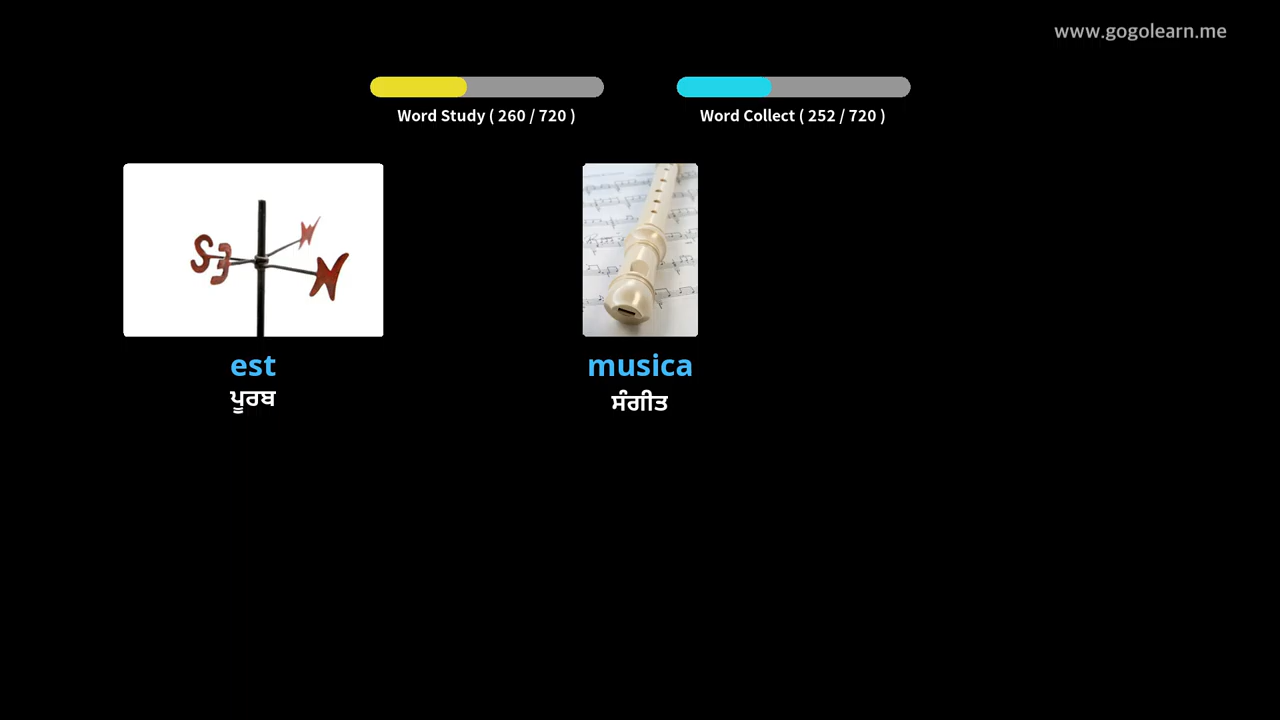 www.gogolearn.me
Word Study ( 260 / 720 )
Word Collect ( 252 / 720 )
S E N
est
musica
ਪੂਰਬ
ਸੰਗੀਤ